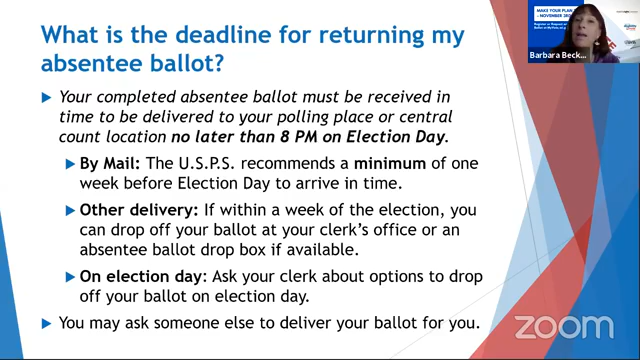 What is the deadline for returning my
absentee ballot?
Your completed absentee ballot must be received in
time to be delivered to your polling place or central
count location no later than 8 PM on Election Day.
By Mail: The U.S.P.S. recommends a minimum of one
week before Election Day to arrive in time.
Other delivery: If within a week of the election, you
can drop off your ballot at your clerk's office or an
absentee ballot drop box if available.
On election day: Ask your clerk about options to drop
off your ballot on election day.
You may ask someone else to deliver your ballot for you.
MAKE YOUR PLAN
Barbara Beck...
zoom